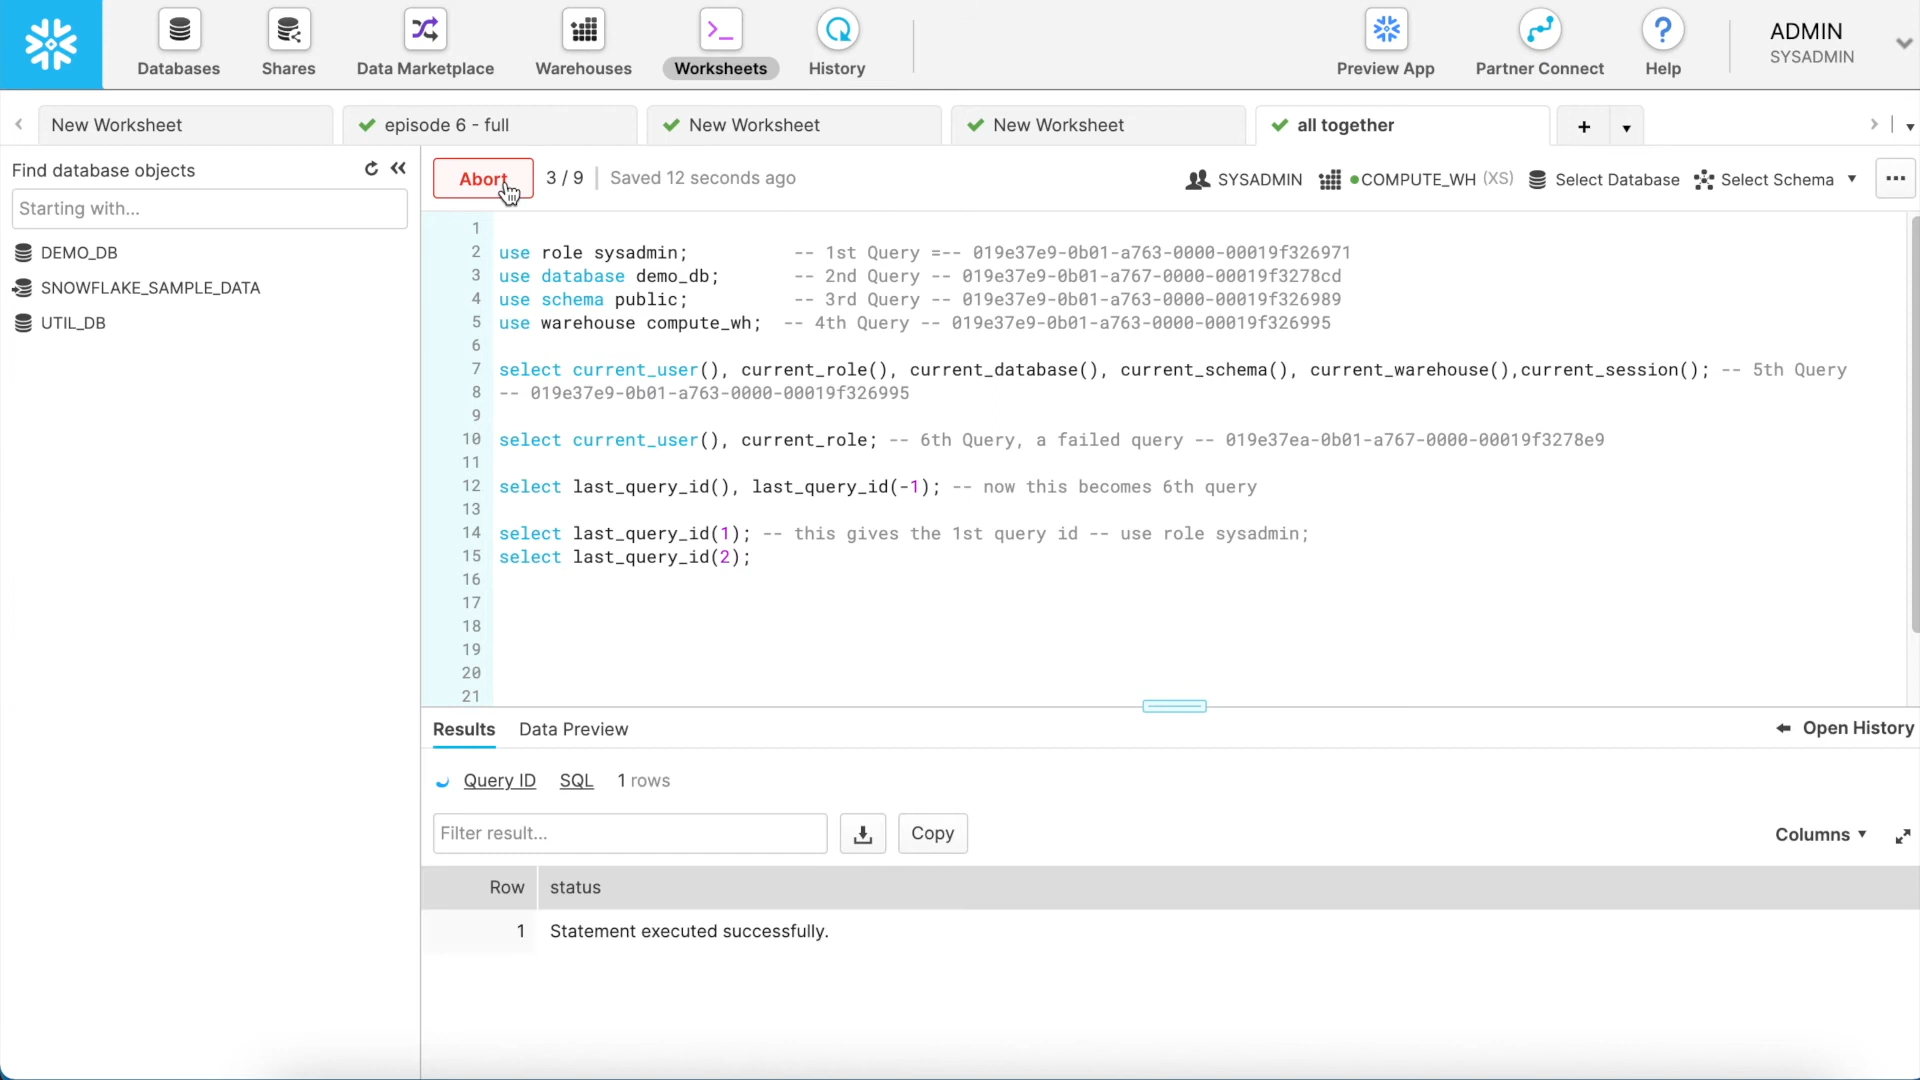 Databases
Shares
Data Marketplace
Warehouses
Worksheets
History
Preview App
Partner Connect
Help
ADMIN
SYSADMIN
New Worksheet
episode 6 - full
New Worksheet
New Worksheet
all together
+
Find database objects
Starting with...
DEMO_DB
SNOWFLAKE_SAMPLE_DATA
UTIL_DB
Abort
3 / 9
Saved 12 seconds ago
SYSADMIN
COMPUTE_WH (XS)
Select Database
Select Schema
1
2 use role sysadmin; -- 1st Query =-- 019e37e9-0b01-a763-0000-00019f326971
3 use database demo_db; -- 2nd Query -- 019e37e9-0b01-a767-0000-00019f3278cd
4 use schema public; -- 3rd Query -- 019e37e9-0b01-a763-0000-00019f326989
5 use warehouse compute_wh; -- 4th Query -- 019e37e9-0b01-a763-0000-00019f326995
6
7 select current_user(), current_role(), current_database(), current_schema(), current_warehouse(),current_session(); -- 5th Query
8 -- 019e37e9-0b01-a763-0000-00019f326995
9
10 select current_user(), current_role; -- 6th Query, a failed query -- 019e37ea-0b01-a767-0000-00019f3278e9
11
12 select last_query_id(), last_query_id(-1); -- now this becomes 6th query
13
14 select last_query_id(1); -- this gives the 1st query id -- use role sysadmin;
15 select last_query_id(2);
16
17
18
19
20
21
Results
Data Preview
Open History
Query ID
SQL
1 rows
Filter result...
Copy
Columns
Row status
1 Statement executed successfully.